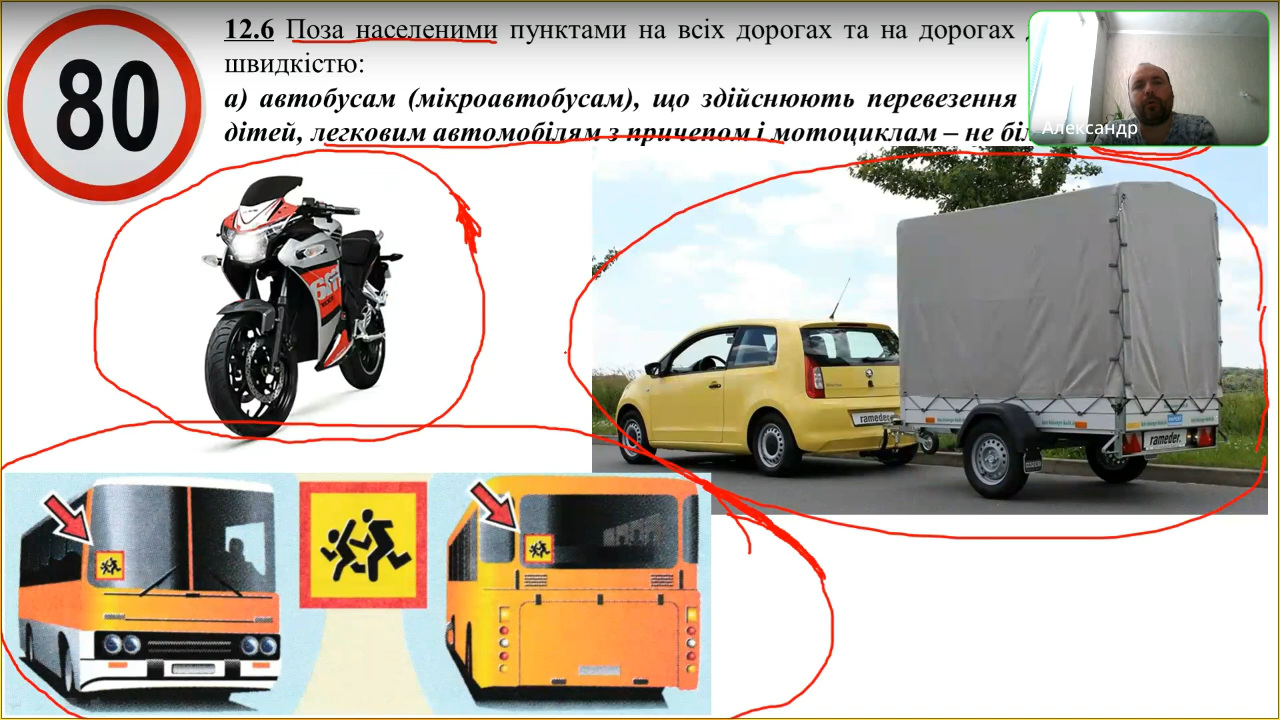 80
12.6 Поза населеними пунктами на всіх дорогах та на дорогах
швидкістю:
а) автобусам (мікроавтобусам), що здійснюють перевезення
дітей, легковим автомобілям з причепом і мотоциклам – не
Александр
rameder.
rameder.